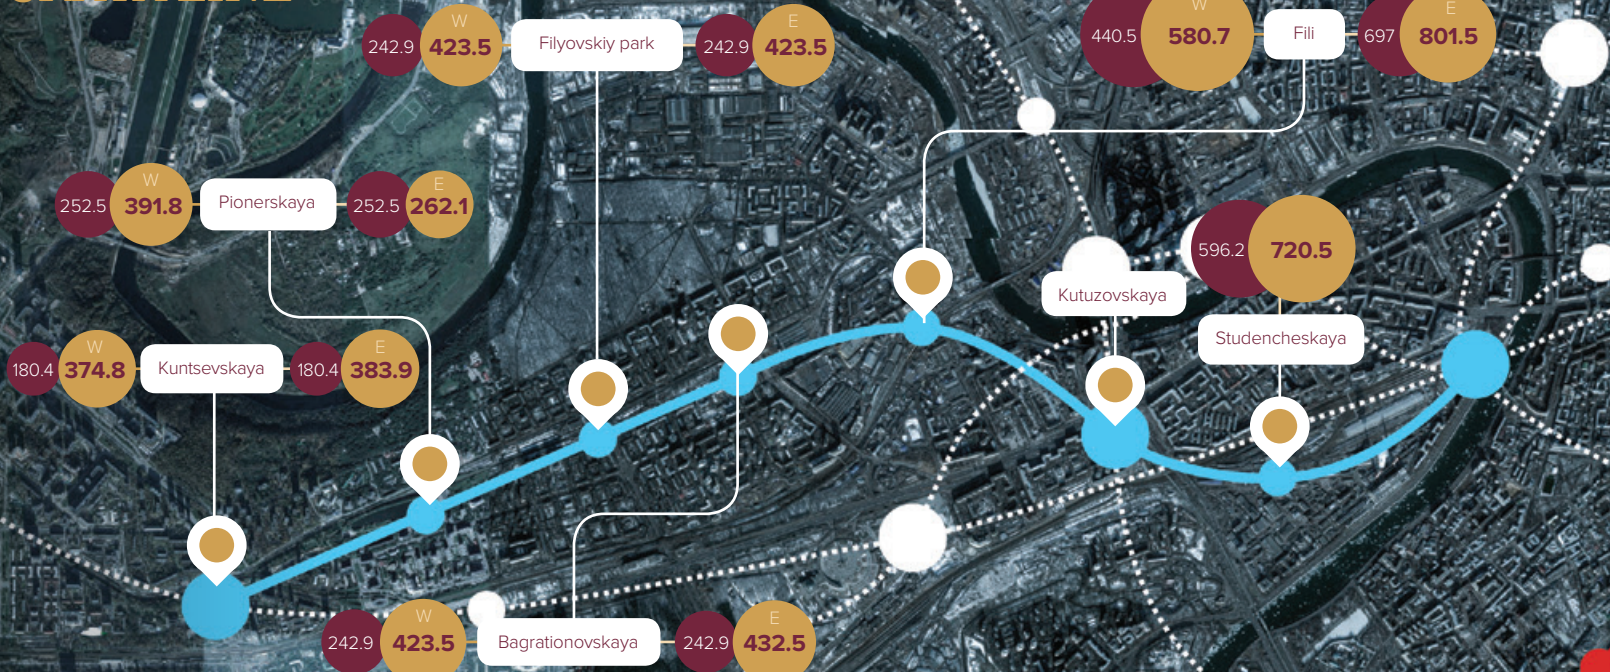 W
242.9 423.5 Filyovskiy park 242.9 E 423.5
440.5 W 580.7 Fili 697 E 801.5
252.5 W 391.8 Pionerskaya 252.5 E 262.1
596.2 720.5
Kutuzovskaya
Studencheskaya
180.4 W 374.8 Kuntsevskaya 180.4 E 383.9
242.9 W 423.5 Bagrationovskaya 242.9 E 432.5